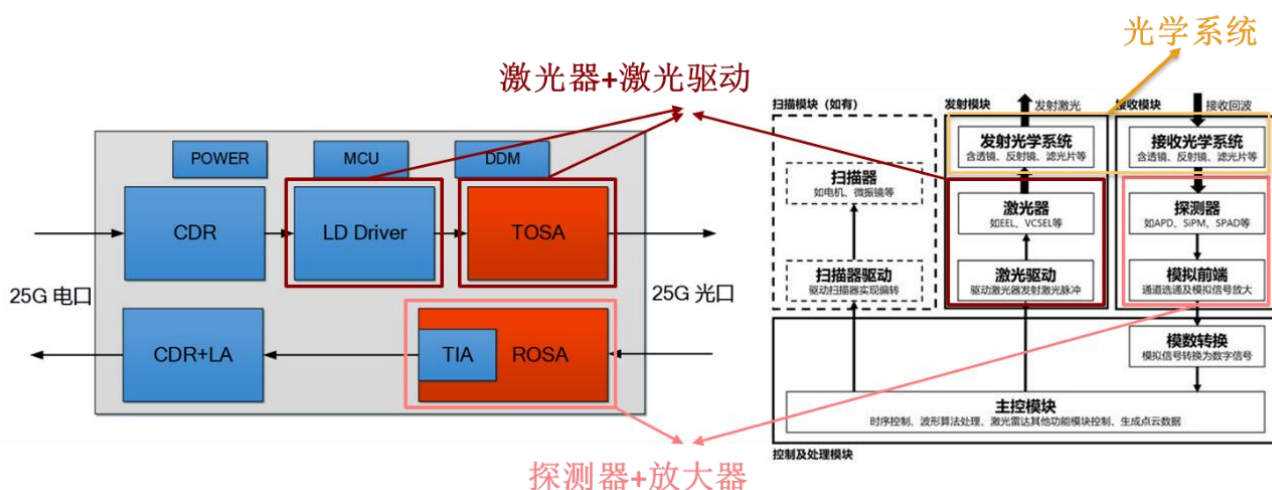 光学系统
激光器+激光驱动
POWER
MCU
DDM
CDR
LD Driver
TOSA
25G 电口
25G 光口
CDR+LA
TIA
ROSA
探测器+放大器
扫描模块（如有）
发射模块
发射激光
接收模块
接收回波
发射光学系统
含透镜、反射镜、滤光片等
接收光学系统
含透镜、反射镜、滤光片等
扫描器
如电机、微振镜等
激光器
如EEL、VCSEL等
探测器
如APD、SiPM、SPAD等
扫描器驱动
驱动扫描器实现偏转
激光驱动
驱动激光器发射激光脉冲
模拟前端
通道选通及模拟信号放大
模数转换
模拟信号转换为数字信号
主控模块
时序控制、波形算法处理、激光雷达其他功能模块控制、生成点云数据
控制及处理模块